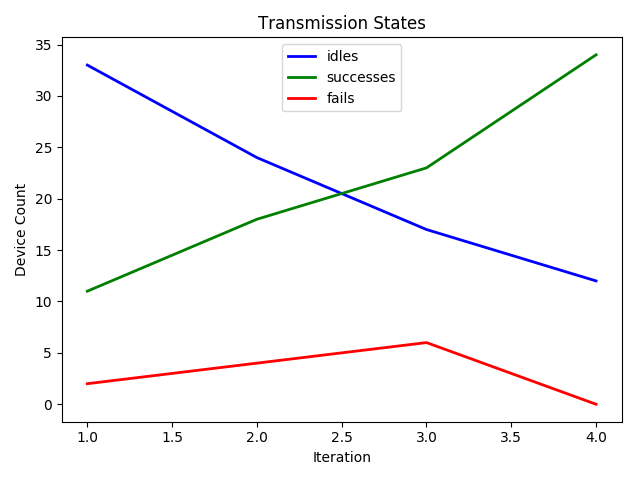 Transmission States
idles
successes
fails
Device Count
35
30
25
20
15
10
5
0
1.0 1.5 2.0 2.5 3.0 3.5 4.0
Iteration